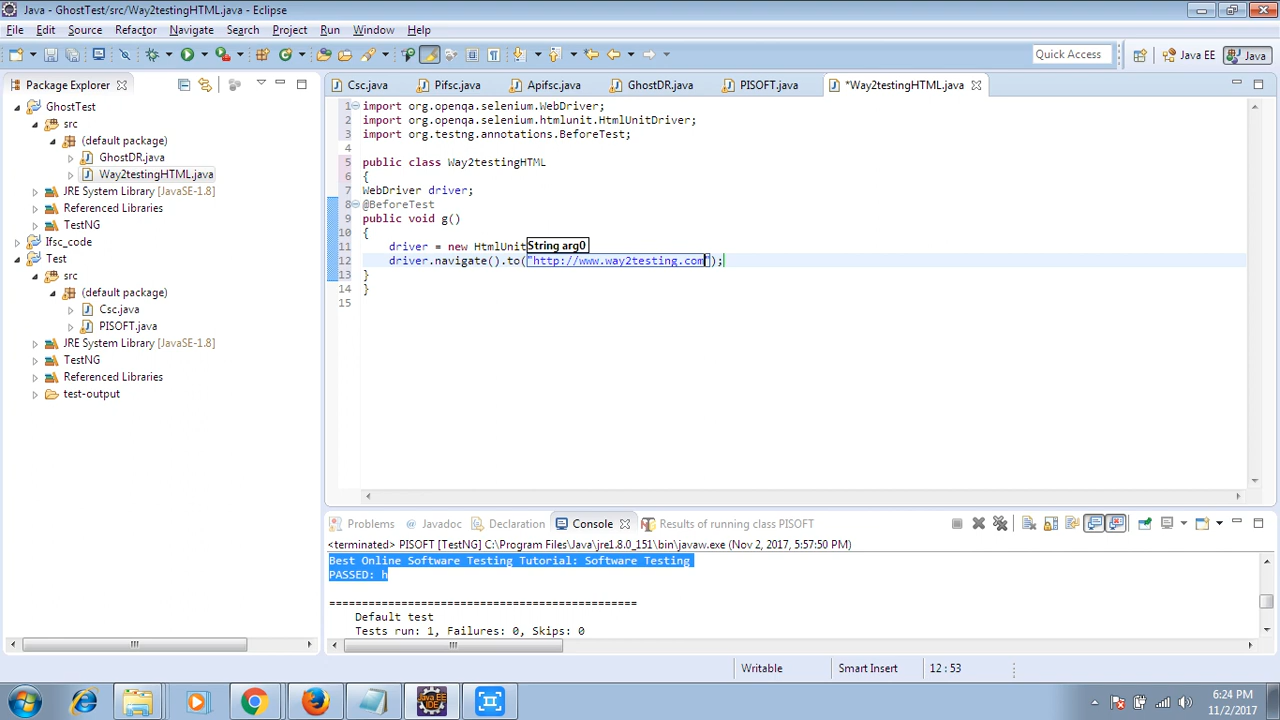 Java - GhostTest/src/Way2testingHTML.java - Eclipse
File Edit Source Refactor Navigate Search Project Run Window Help
Quick Access Java EE Java
Package Explorer
GhostTest
src
(default package)
GhostDR.java
Way2testingHTML.java
JRE System Library [JavaSE-1.8]
Referenced Libraries
TestNG
Ifsc_code
Test
src
(default package)
Csc.java
PISOFT.java
JRE System Library [JavaSE-1.8]
TestNG
Referenced Libraries
test-output
Csc.java Pifsc.java Apifsc.java GhostDR.java PISOFT.java *Way2testingHTML.java
1 import org.openqa.selenium.WebDriver;
2 import org.openqa.selenium.htmlunit.HtmlUnitDriver;
3 import org.testng.annotations.BeforeTest;
4
5 public class Way2testingHTML
6 {
7 WebDriver driver;
8 @BeforeTest
9 public void g()
10 {
11 driver = new HtmlUnit String arg0
12 driver.navigate().to("http://www.way2testing.com");
13 }
14 }
15
Problems Javadoc Declaration Console Results of running class PISOFT
<terminated> PISOFT [TestNG] C:\Program Files\Java\jre1.8.0_151\bin\javaw.exe (Nov 2, 2017, 5:57:50 PM)
Best Online Software Testing Tutorial: Software Testing
PASSED: h
===============================================
Default test
Tests run: 1, Failures: 0, Skips: 0
Writable Smart Insert 12 : 53
Java EE
IDE
6:24 PM
11/2/2017